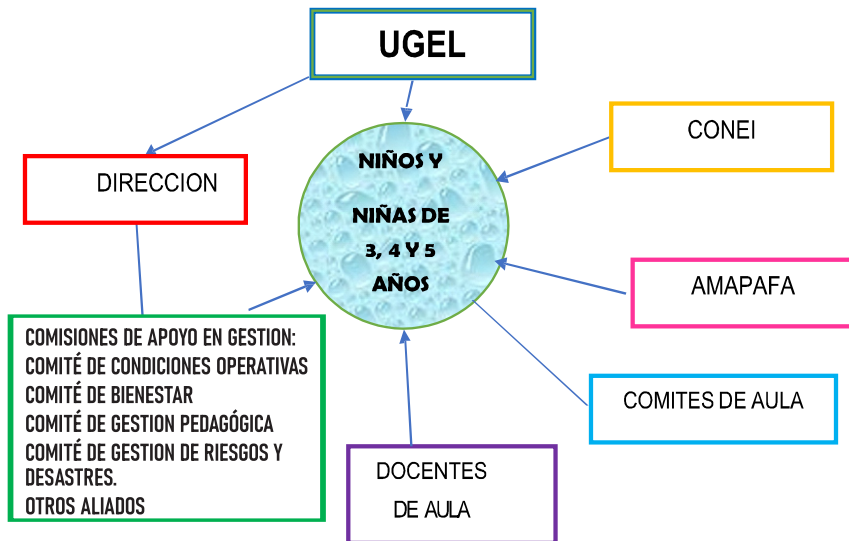 UGEL
CONEI
DIRECCION
NIÑOS Y
NIÑAS DE
3, 4 Y 5
AÑOS
AMAPAFA
COMISIONES DE APOYO EN GESTION:
COMITÉ DE CONDICIONES OPERATIVAS
COMITÉ DE BIENESTAR
COMITÉ DE GESTION PEDAGÓGICA
COMITÉ DE GESTION DE RIESGOS Y
DESASTRES.
OTROS ALIADOS
COMITES DE AULA
DOCENTES
DE AULA